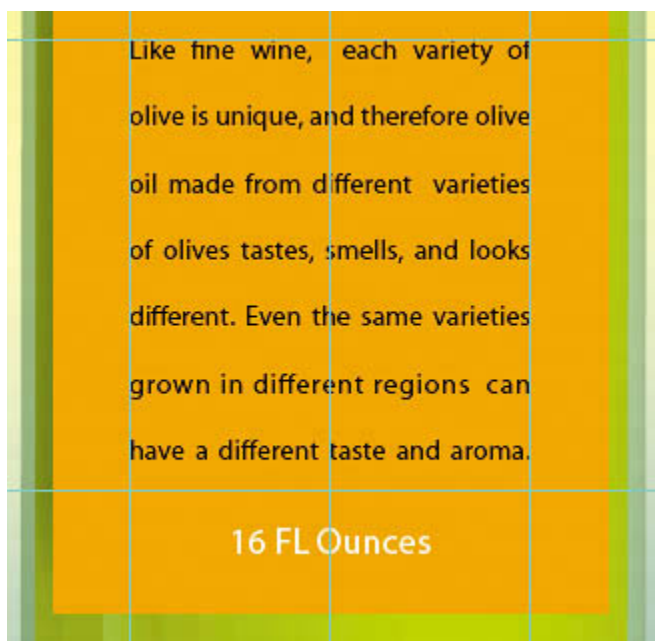 Like fine wine, each variety of
olive is unique, and therefore olive
oil made from different varieties
of olives tastes, smells, and looks
different. Even the same varieties
grown in different regions can
have a different taste and aroma.
16 FL Ounces